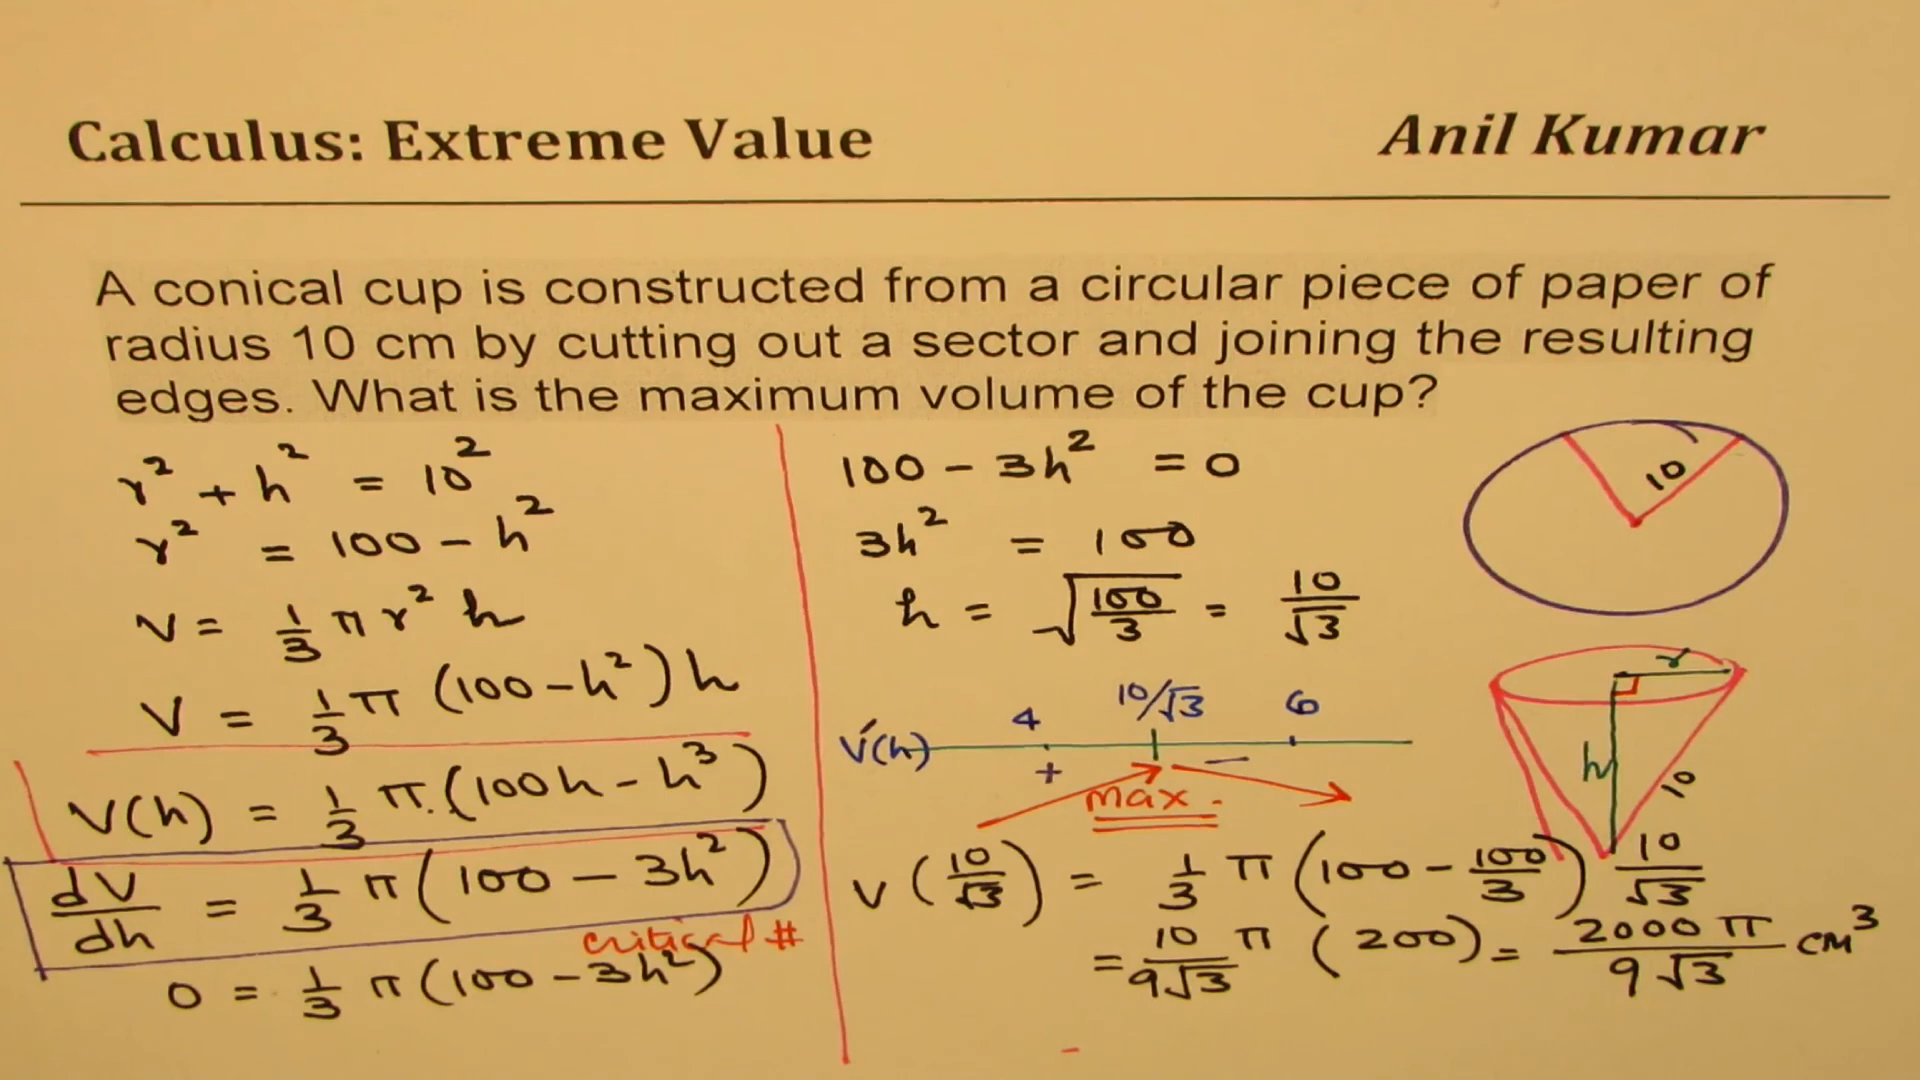 Calculus: Extreme Value Anil Kumar
A conical cup is constructed from a circular piece of paper of
radius 10 cm by cutting out a sector and joining the resulting
edges. What is the maximum volume of the cup?
r² + h² = 10²
r² = 100 - h²
V = 1/3 π r² h
V = 1/3 π (100 - h²) h
V(h) = 1/3 π. (100h - h³)
dV/dh = 1/3 π (100 - 3h²)
critical #
0 = 1/3 π (100 - 3h²)
100 - 3h² = 0
3h² = 100
h = √(100/3) = 10/√3
4 10/√3 6
V'(h)
+ −
max.
V(10/√3) = 1/3 π (100 - 100/3) 10/√3
= 10/9√3 π (200) = 2000π/9√3 cm³
10
r
h
10